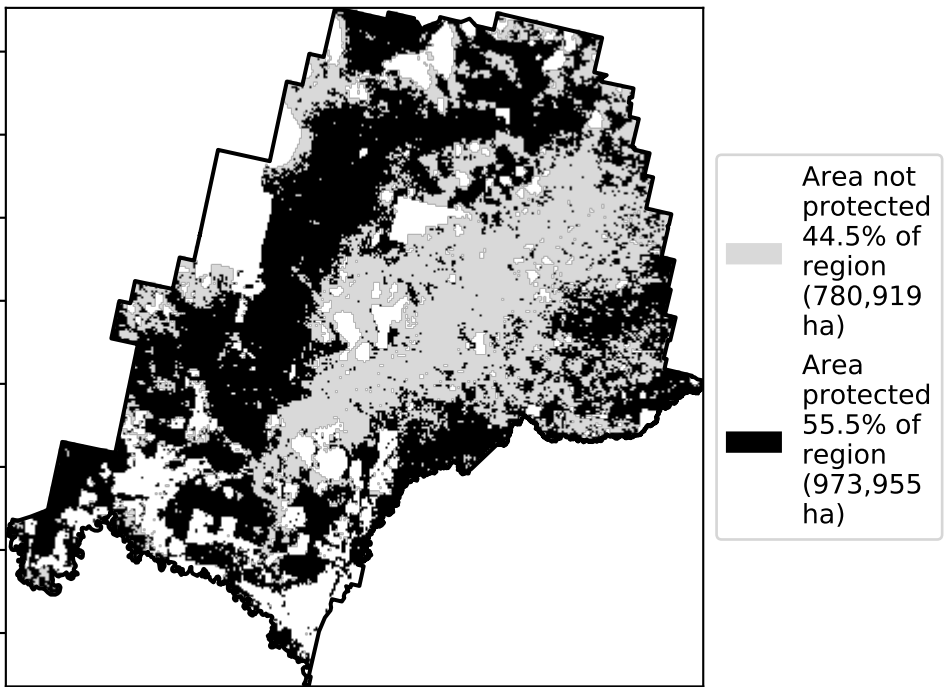 Area not
protected
44.5% of
region
(780,919
ha)
Area
protected
55.5% of
region
(973,955
ha)